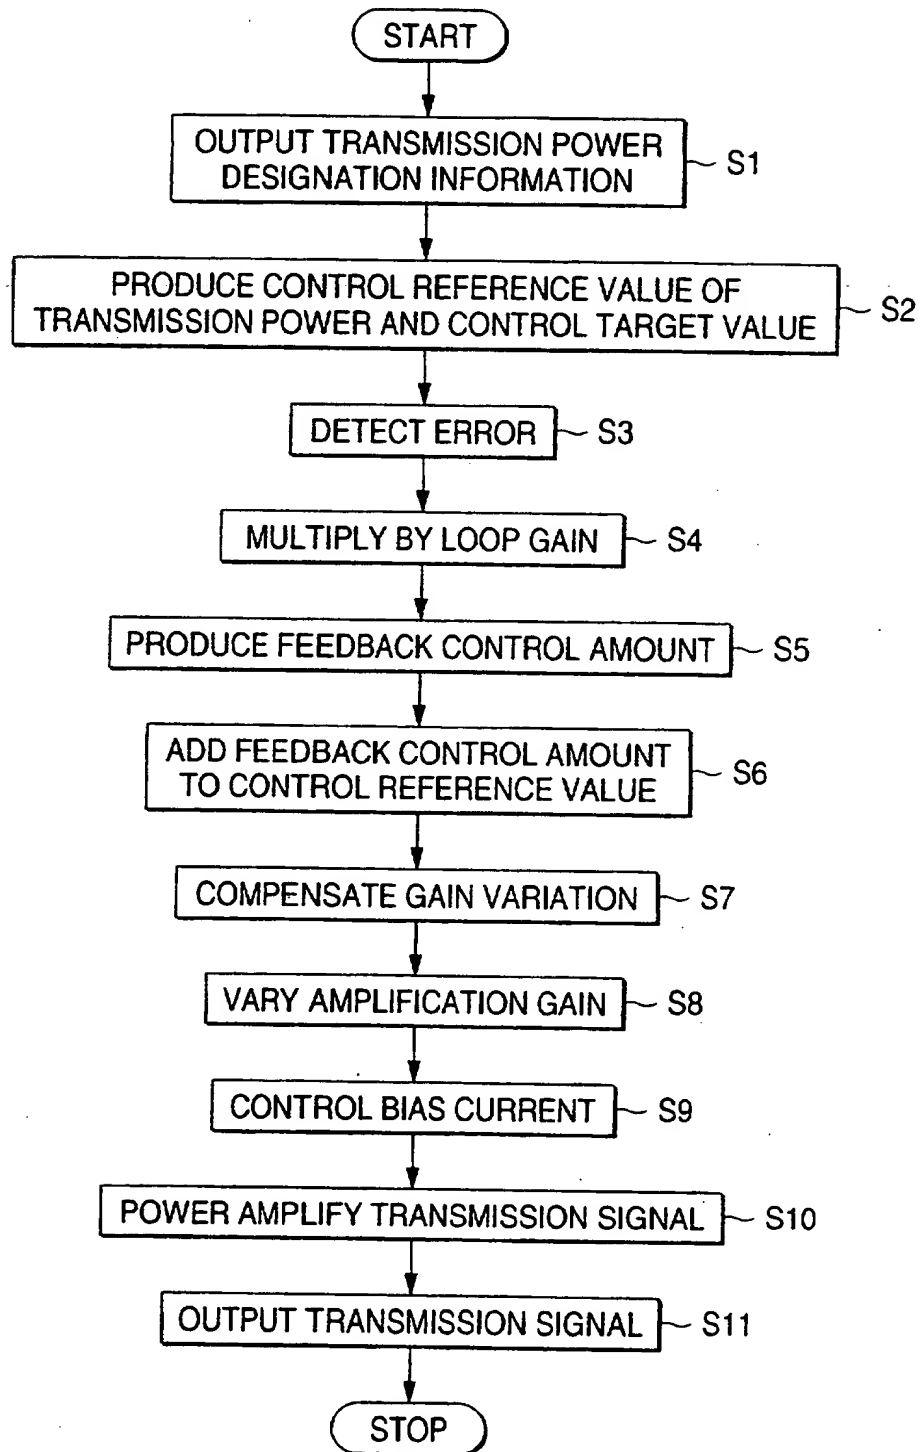 START
OUTPUT TRANSMISSION POWER
DESIGNATION INFORMATION
S1
PRODUCE CONTROL REFERENCE VALUE OF
TRANSMISSION POWER AND CONTROL TARGET VALUE
S2
DETECT ERROR
S3
MULTIPLY BY LOOP GAIN
S4
PRODUCE FEEDBACK CONTROL AMOUNT
S5
ADD FEEDBACK CONTROL AMOUNT
TO CONTROL REFERENCE VALUE
S6
COMPENSATE GAIN VARIATION
S7
VARY AMPLIFICATION GAIN
S8
CONTROL BIAS CURRENT
S9
POWER AMPLIFY TRANSMISSION SIGNAL
S10
OUTPUT TRANSMISSION SIGNAL
S11
STOP